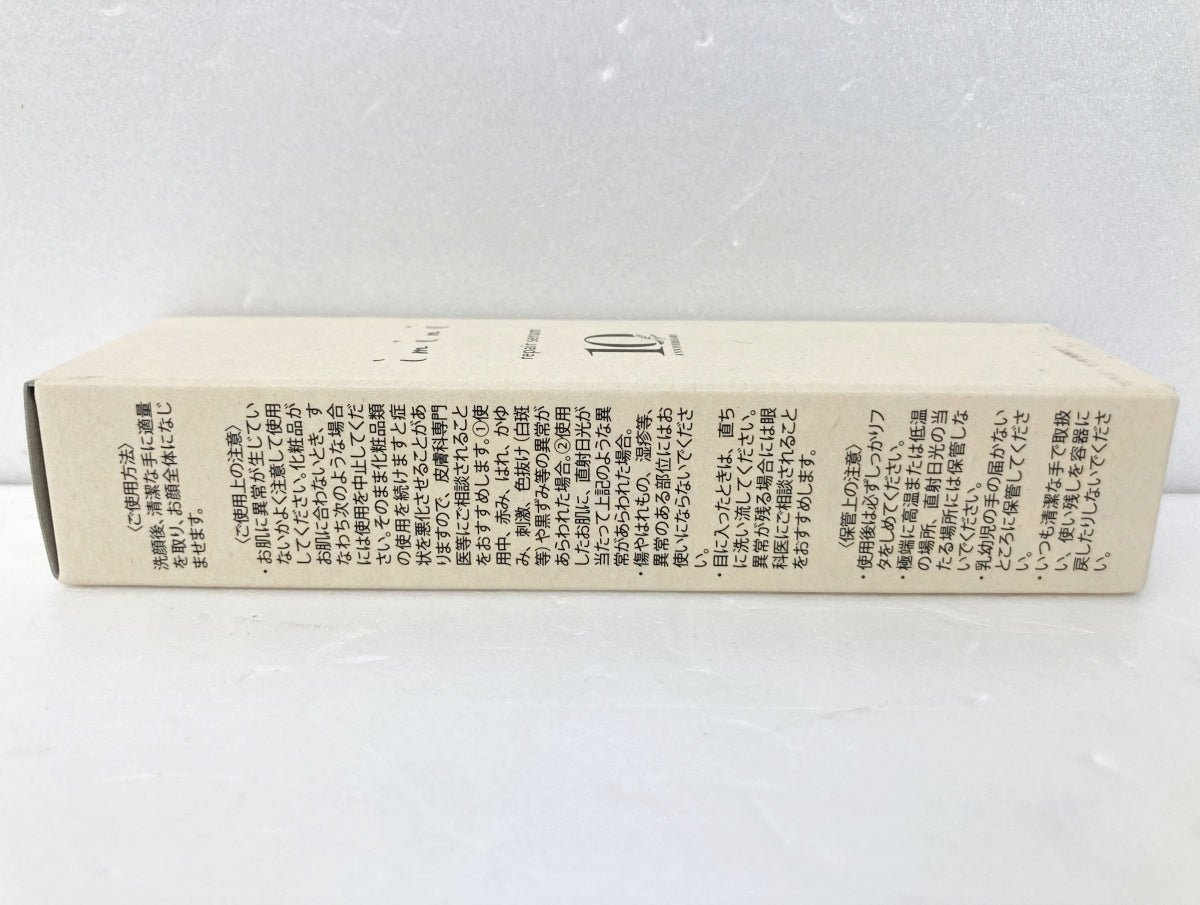 imini
repair serum
10
ANNIVERSARY
〈ご使用方法〉
洗顔後、清潔な手に適量
を取り、お顔全体になじ
ませます。
〈ご使用上の注意〉
・お肌に異常が生じてい
ないかよく注意して使用
してください。化粧品が
お肌に合わないとき、す
なわち次のような場合
には使用を中止してくだ
さい。そのまま化粧品類
の使用を続けますと症
状を悪化させることがあ
りますので、皮膚科専門
医等にご相談されること
をおすすめします。①使
用中、赤み、はれ、かゆ
み、刺激、色抜け(白斑
等)や黒ずみ等の異常が
あらわれた場合。②使用
したお肌に、直射日光が
当たって上記のような異
常があらわれた場合。
・傷やはれもの、湿疹等、
異常のある部位にはお
使いにならないでくださ
い。
・目に入ったときは、直ち
に洗い流してください。
異常が残る場合には眼
科医にご相談されること
をおすすめします。
〈保管上の注意〉
・使用後は必ずしっかりフ
タをしめてください。
・極端に高温または低温
の場所、直射日光の当
たる場所には保管しな
いでください。
・乳幼児の手の届かない
ところに保管してくださ
い。
・いつも清潔な手で取扱
い、使い残しを容器に
戻したりしないでくださ
い。